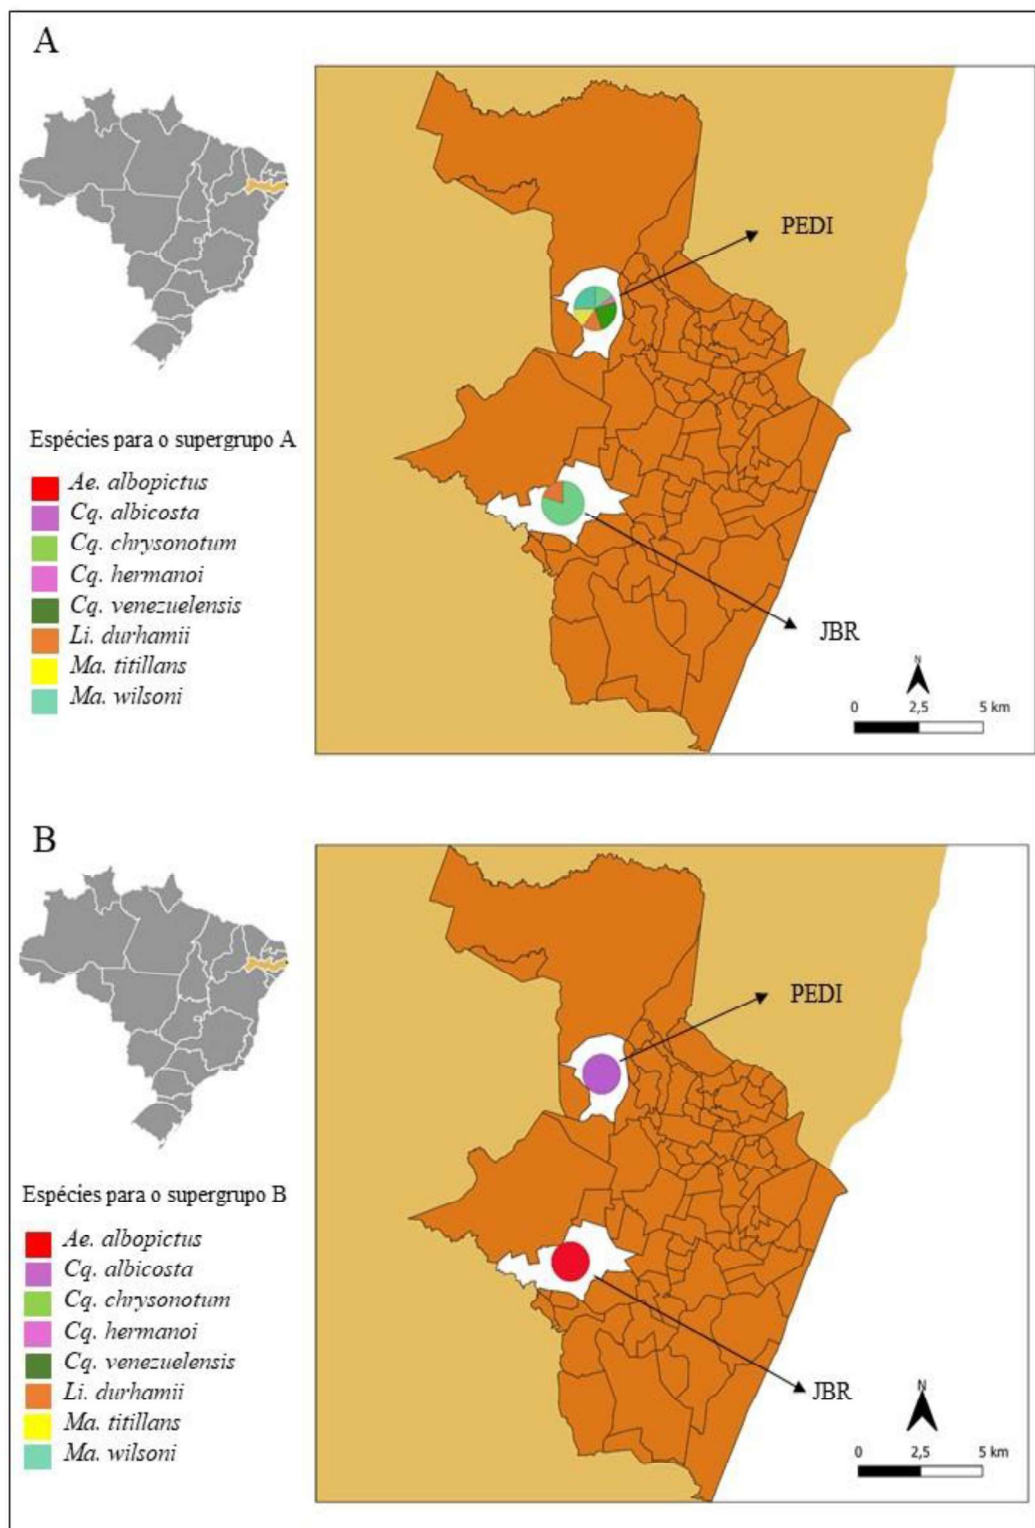 A
PEDI
Espécies para o supergrupo A
Ae. albopictus
Cq. albicosta
Cq. chrysonotum
Cq. hermanoi
Cq. venezuelensis
Li. durhamii
Ma. titillans
Ma. wilsoni
JBR
N
0 2,5 5 km
B
PEDI
Espécies para o supergrupo B
Ae. albopictus
Cq. albicosta
Cq. chrysonotum
Cq. hermanoi
Cq. venezuelensis
Li. durhamii
Ma. titillans
Ma. wilsoni
JBR
N
0 2,5 5 km